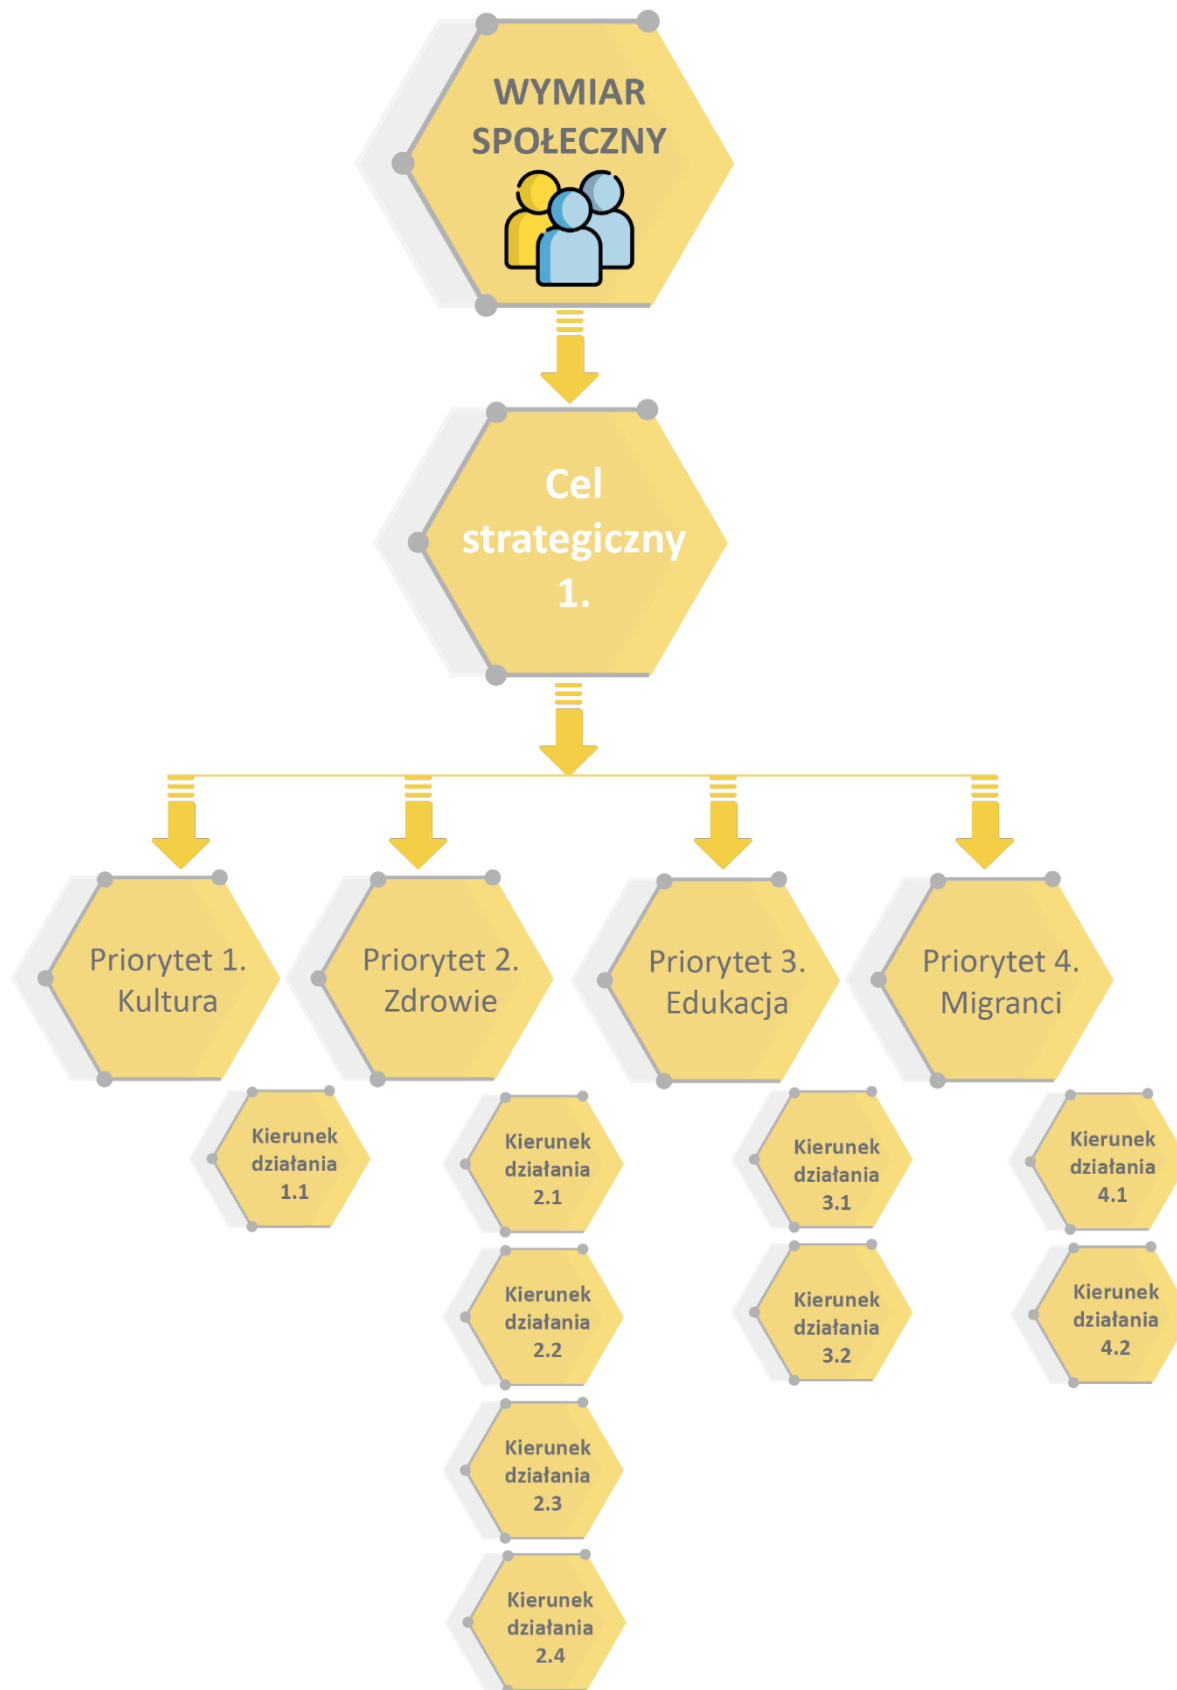 WYMIAR
SPOŁECZNY
Cel
strategiczny
1.
Priorytet 1.
Kultura
Priorytet 2.
Zdrowie
Priorytet 3.
Edukacja
Priorytet 4.
Migranci
Kierunek
działania
1.1
Kierunek
działania
2.1
Kierunek
działania
2.2
Kierunek
działania
2.3
Kierunek
działania
2.4
Kierunek
działania
3.1
Kierunek
działania
3.2
Kierunek
działania
4.1
Kierunek
działania
4.2